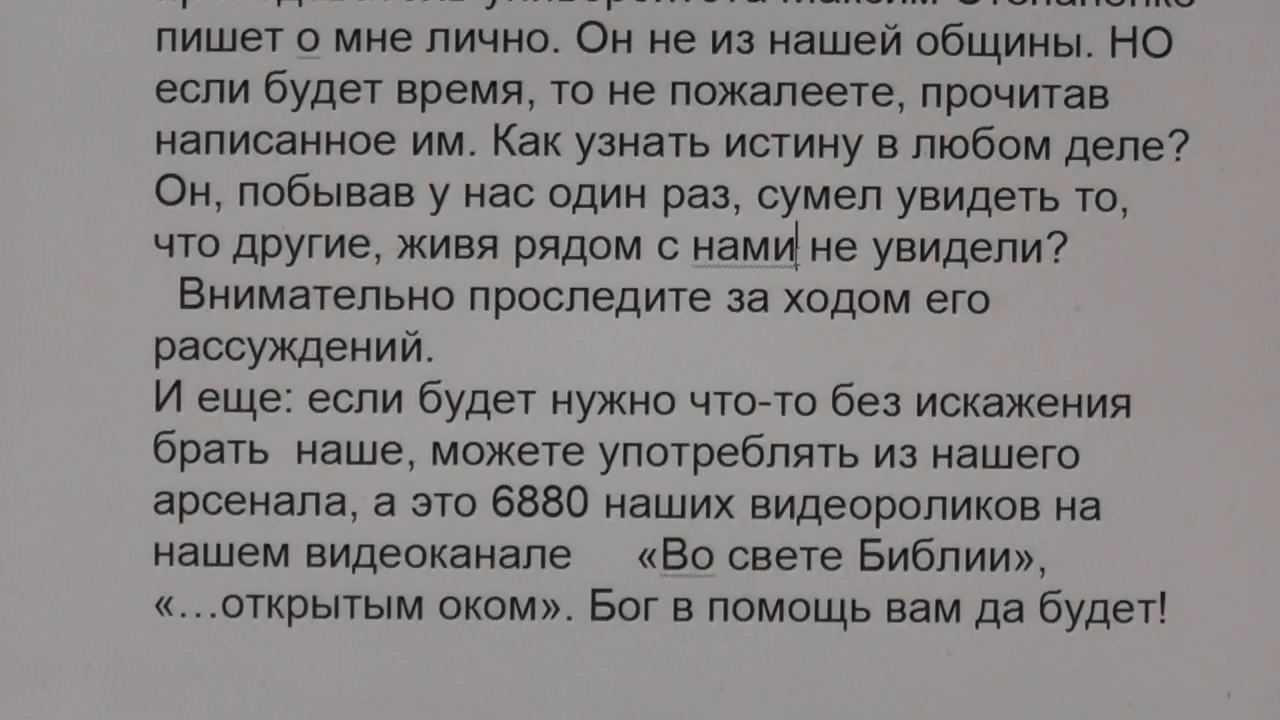 пишет о мне лично. Он не из нашей общины. НО
если будет время, то не пожалеете, прочитав
написанное им. Как узнать истину в любом деле?
Он, побывав у нас один раз, сумел увидеть то,
что другие, живя рядом с нами не увидели?
Внимательно проследите за ходом его
рассуждений.
И еще: если будет нужно что-то без искажения
брать наше, можете употреблять из нашего
арсенала, а это 6880 наших видеороликов на
нашем видеоканале «Во свете Библии»,
«…открытым оком». Бог в помощь вам да будет!